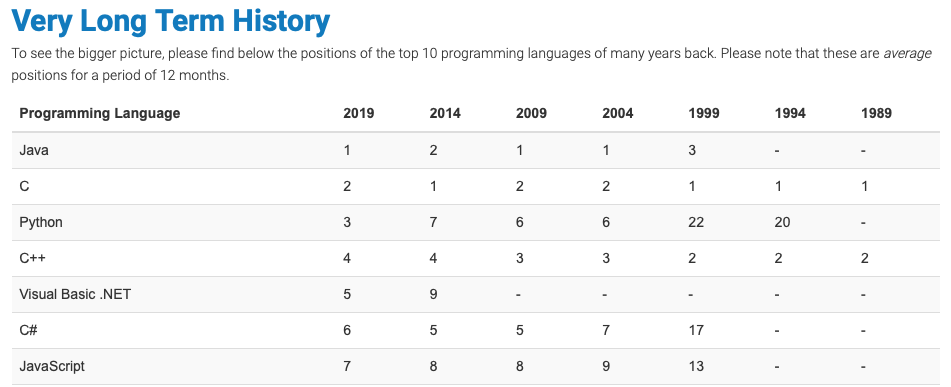 Very Long Term History
To see the bigger picture, please find below the positions of the top 10 programming languages of many years back. Please note that these are average
positions for a period of 12 months.
Programming Language 2019 2014 2009 2004 1999 1994 1989
Java 1 2 1 1 3 - -
C 2 1 2 2 1 1 1
Python 3 7 6 6 22 20 -
C++ 4 4 3 3 2 2 2
Visual Basic .NET 5 9 - - - - -
C# 6 5 5 7 17 - -
JavaScript 7 8 8 9 13 - -